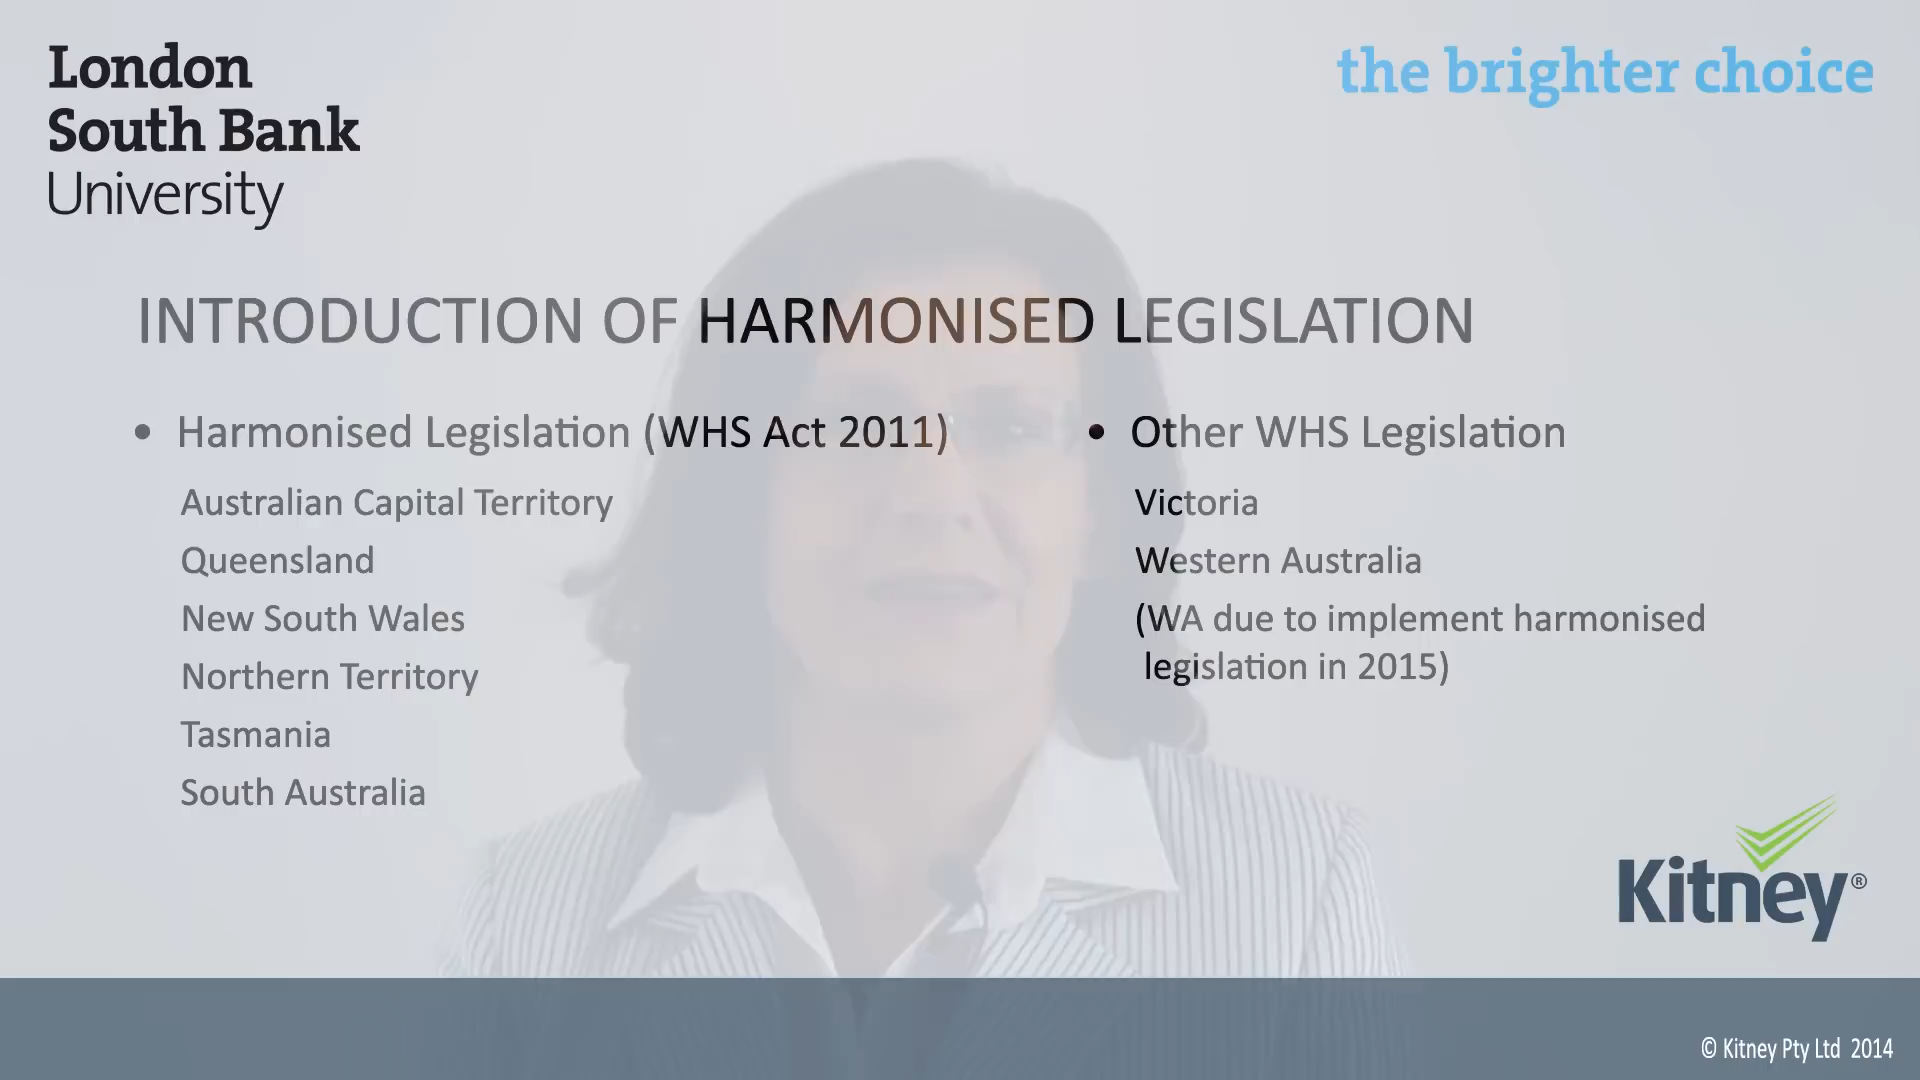 London
South Bank
University
the brighter choice
INTRODUCTION OF HARMONISED LEGISLATION
• Harmonised Legislation (WHS Act 2011)
Australian Capital Territory
Queensland
New South Wales
Northern Territory
Tasmania
South Australia
• Other WHS Legislation
Victoria
Western Australia
(WA due to implement harmonised
legislation in 2015)
Kitney®
© Kitney Pty Ltd 2014